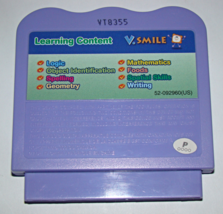 VT8355
Learning Content V.SMILE
Logic Mathematics
Object Identification Foods
Spelling Spatial Skills
Geometry Writing
52-092960(US)
P